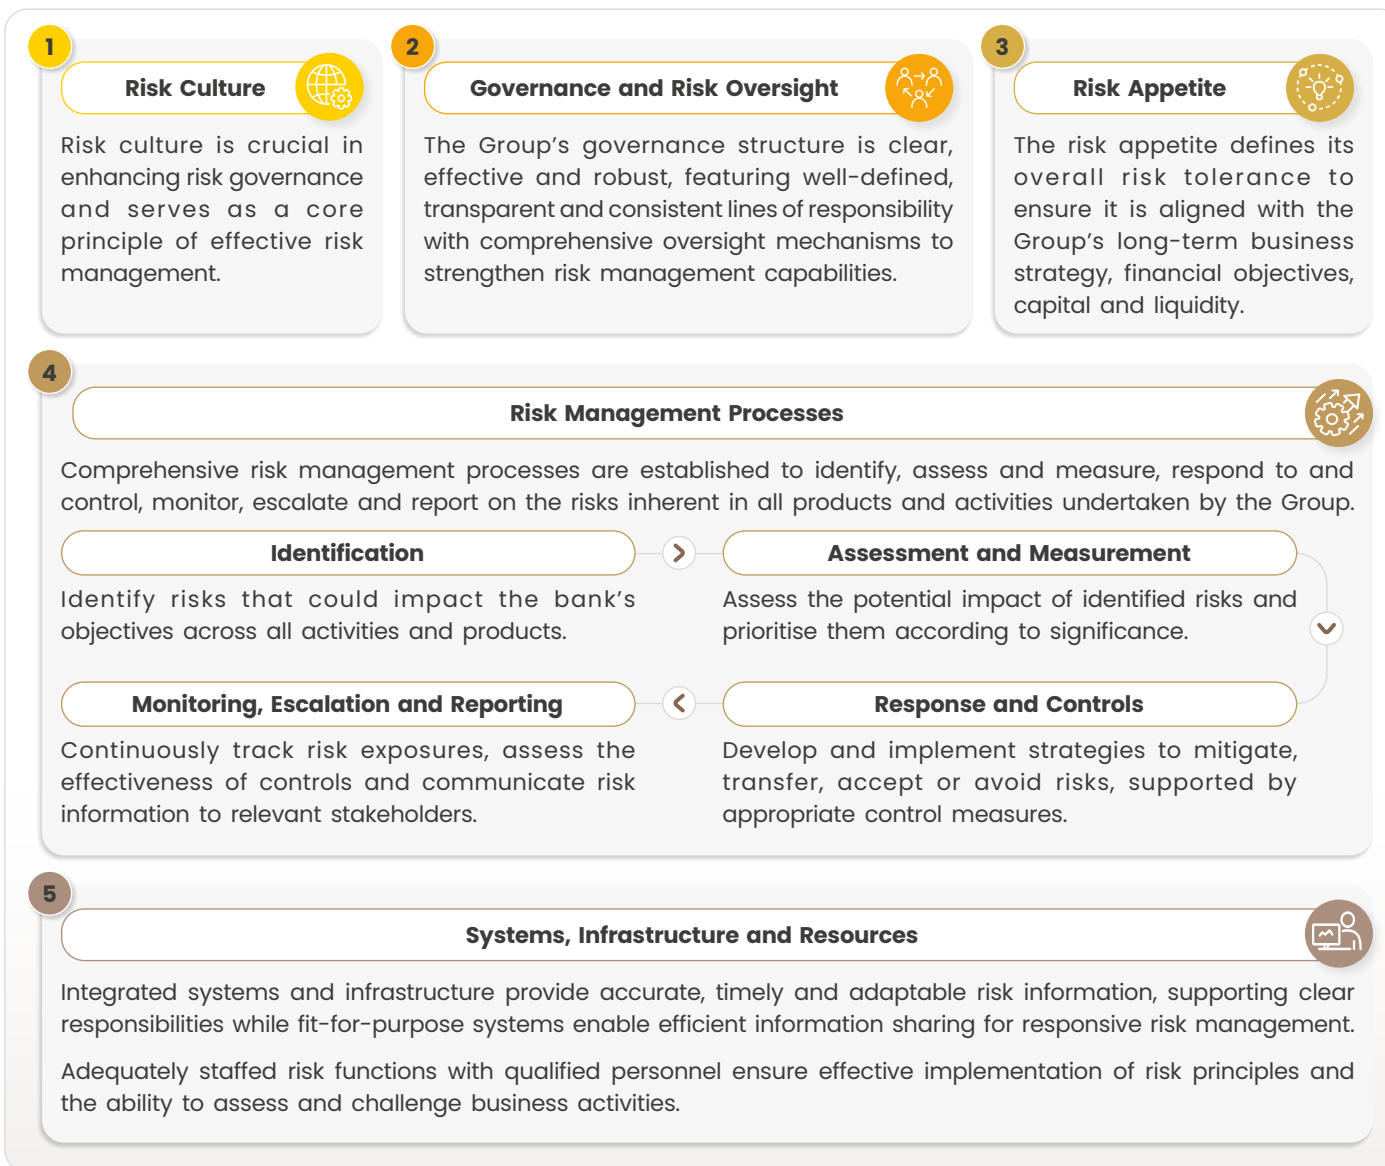 1
Risk Culture
Risk culture is crucial in
enhancing risk governance
and serves as a core
principle of effective risk
management.
2
Governance and Risk Oversight
The Group’s governance structure is clear,
effective and robust, featuring well-defined,
transparent and consistent lines of responsibility
with comprehensive oversight mechanisms to
strengthen risk management capabilities.
3
Risk Appetite
The risk appetite defines its
overall risk tolerance to
ensure it is aligned with the
Group’s long-term business
strategy, financial objectives,
capital and liquidity.
4
Risk Management Processes
Comprehensive risk management processes are established to identify, assess and measure, respond to and
control, monitor, escalate and report on the risks inherent in all products and activities undertaken by the Group.
Identification
Identify risks that could impact the bank’s
objectives across all activities and products.
Assessment and Measurement
Assess the potential impact of identified risks and
prioritise them according to significance.
Monitoring, Escalation and Reporting
Continuously track risk exposures, assess the
effectiveness of controls and communicate risk
information to relevant stakeholders.
Response and Controls
Develop and implement strategies to mitigate,
transfer, accept or avoid risks, supported by
appropriate control measures.
5
Systems, Infrastructure and Resources
Integrated systems and infrastructure provide accurate, timely and adaptable risk information, supporting clear
responsibilities while fit-for-purpose systems enable efficient information sharing for responsive risk management.
Adequately staffed risk functions with qualified personnel ensure effective implementation of risk principles and
the ability to assess and challenge business activities.